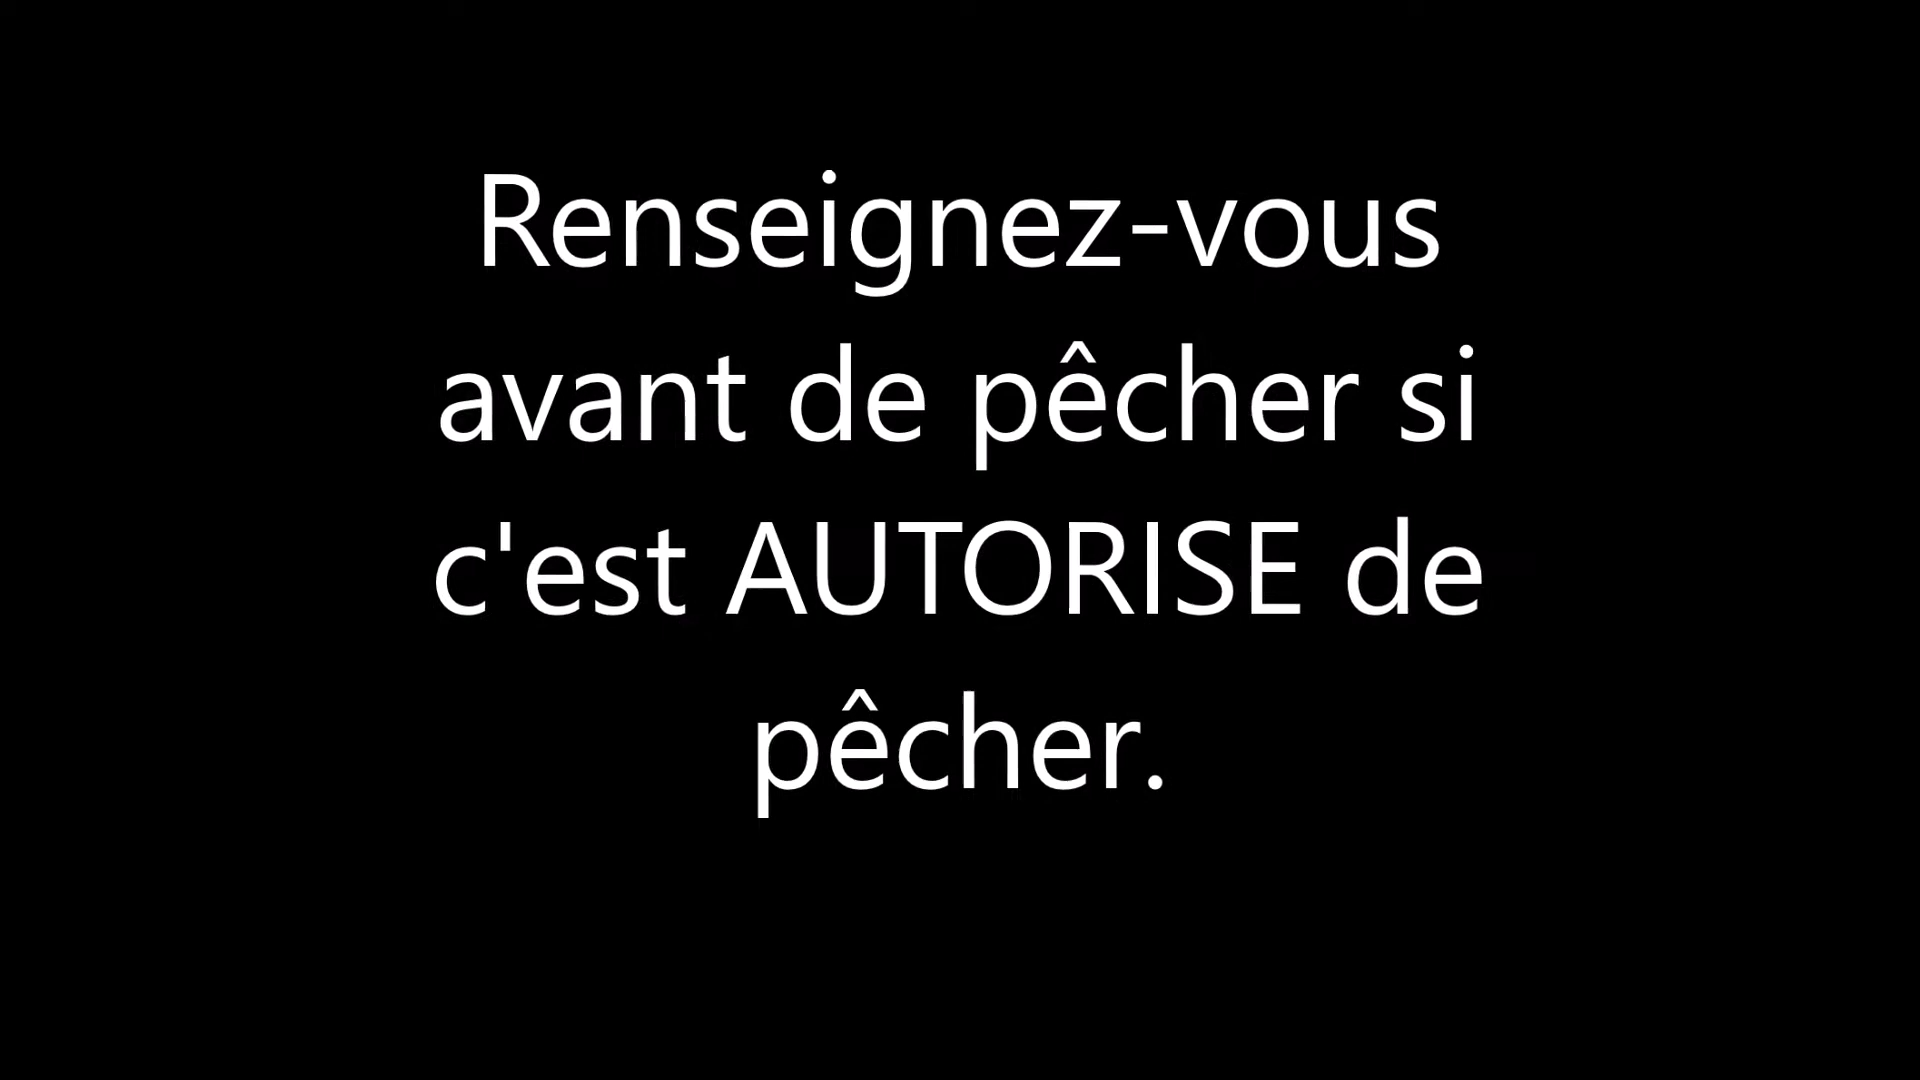 Renseignez-vous
avant de pêcher si
c'est AUTORISE de
pêcher.